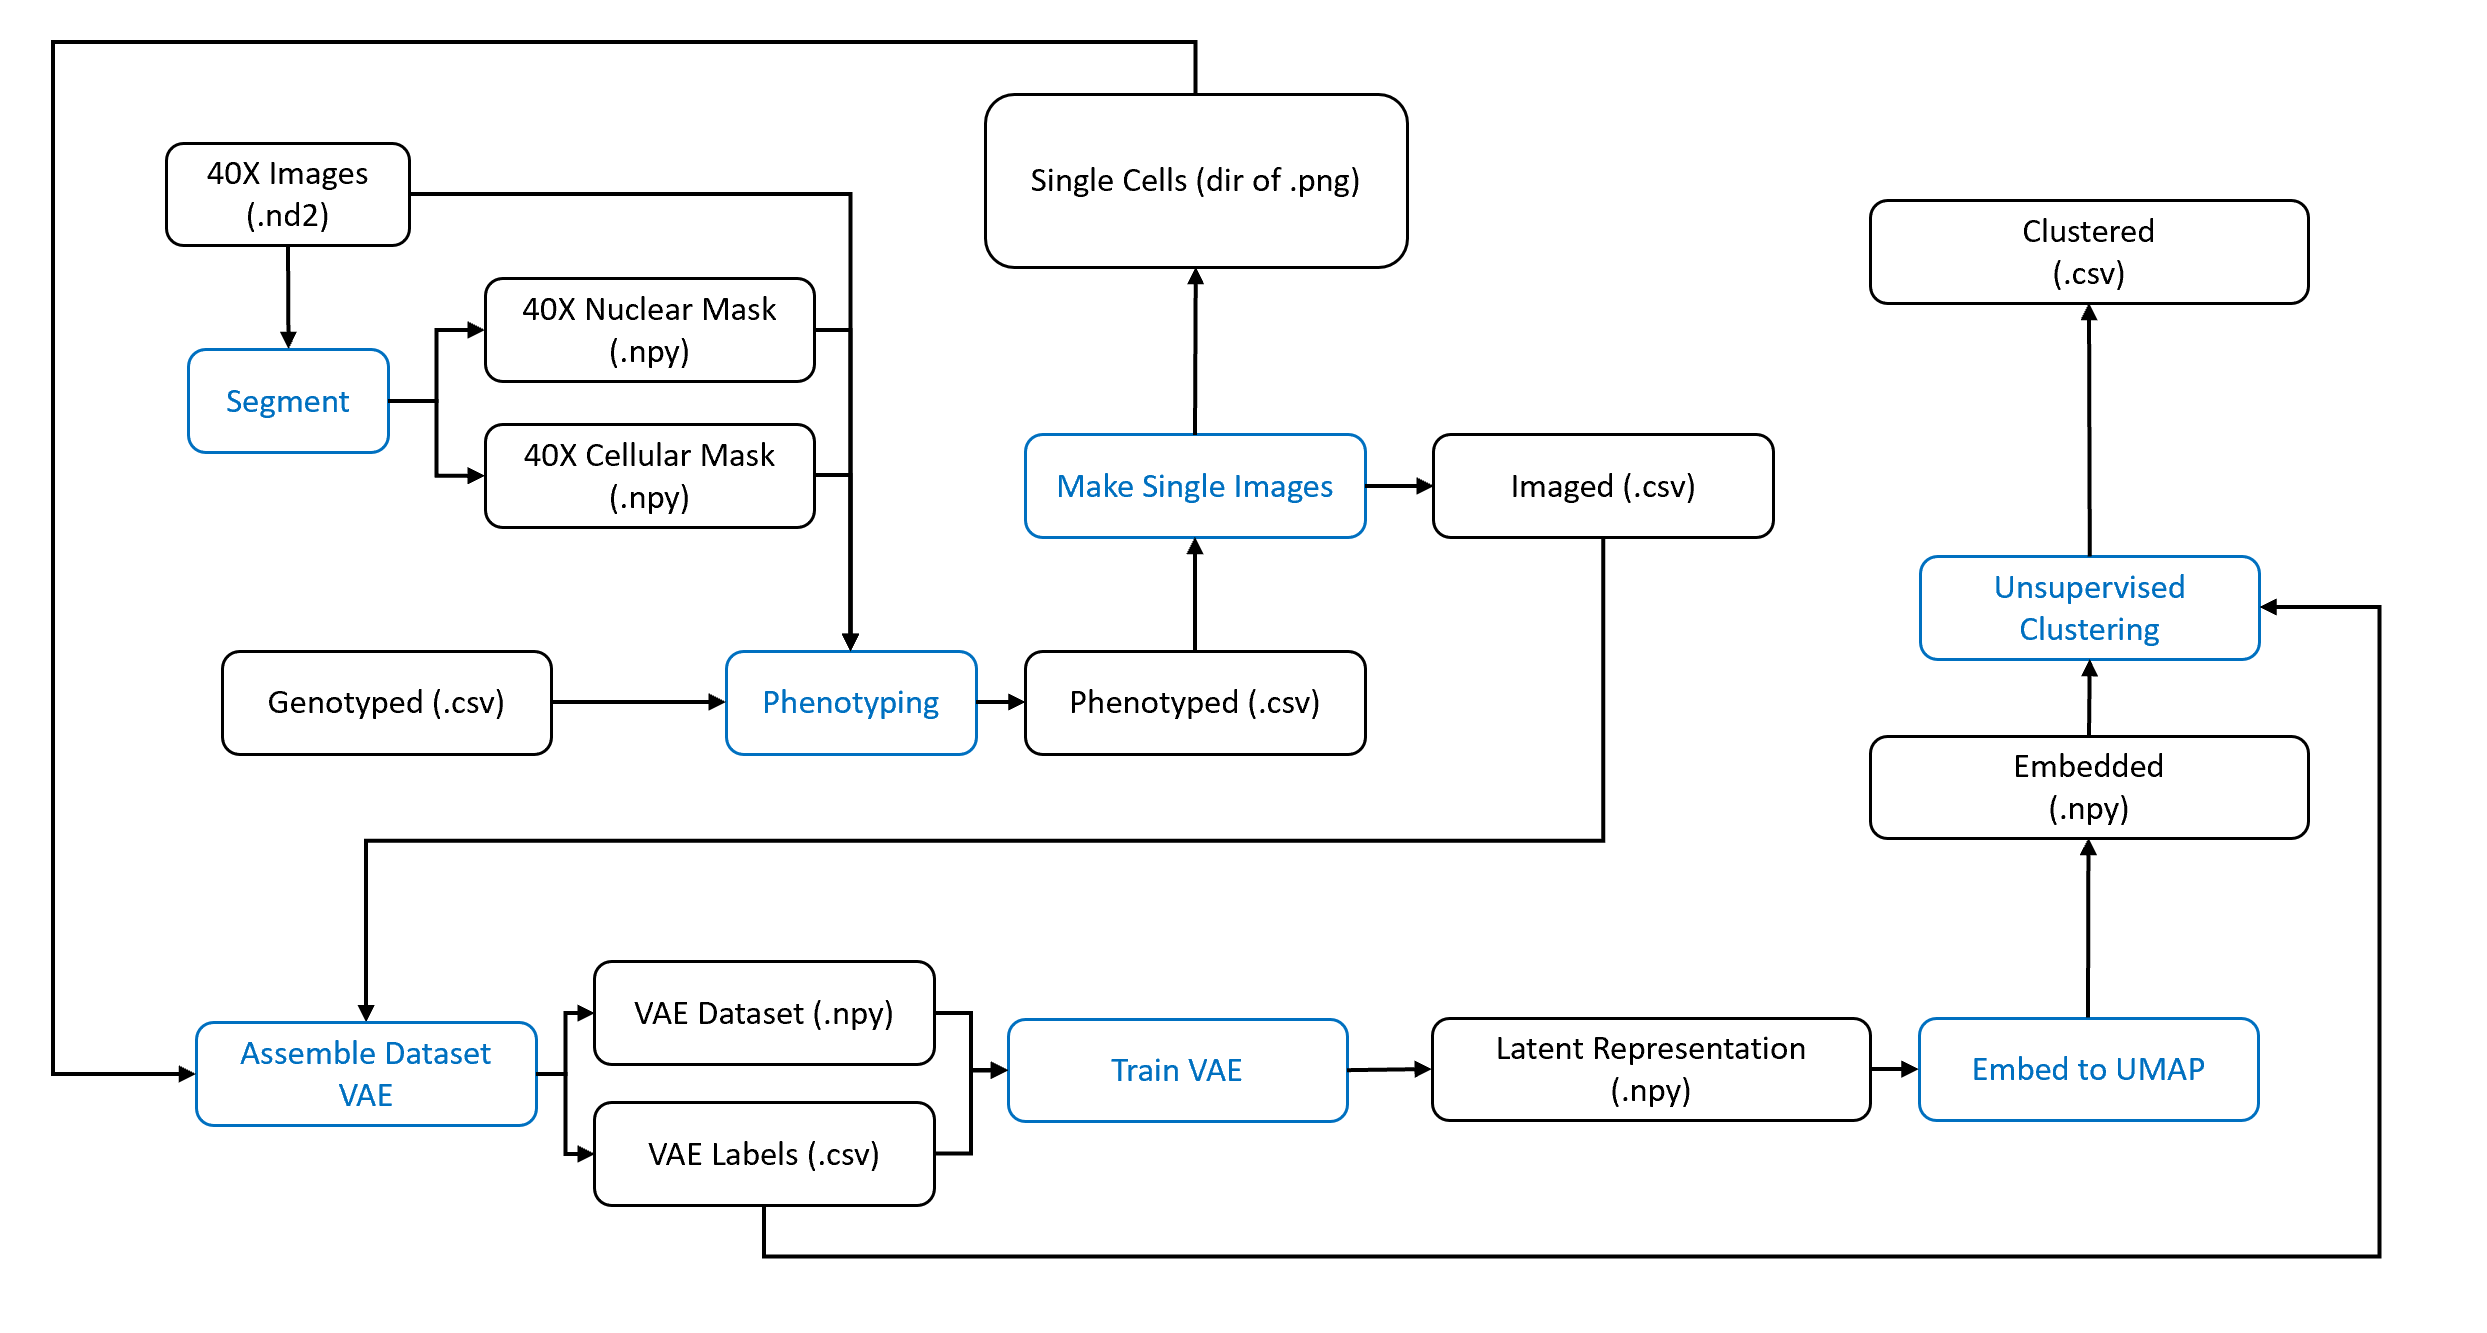 40X Images
(.nd2)
Segment
40X Nuclear Mask
(.npy)
40X Cellular Mask
(.npy)
Genotyped (.csv)
Phenotyping
Phenotyped (.csv)
Make Single Images
Single Cells (dir of .png)
Imaged (.csv)
Assemble Dataset
VAE
VAE Dataset (.npy)
VAE Labels (.csv)
Train VAE
Latent Representation
(.npy)
Embed to UMAP
Embedded
(.npy)
Unsupervised
Clustering
Clustered
(.csv)